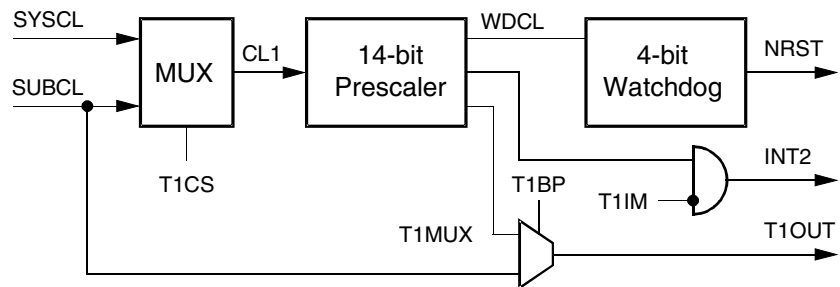 SYSCL
WDCL
NRST
MUX
CL1
14-bit
Prescaler
4-bit
Watchdog
SUBCL
T1CS
T1BP
INT2
T1IM
T1MUX
T1OUT